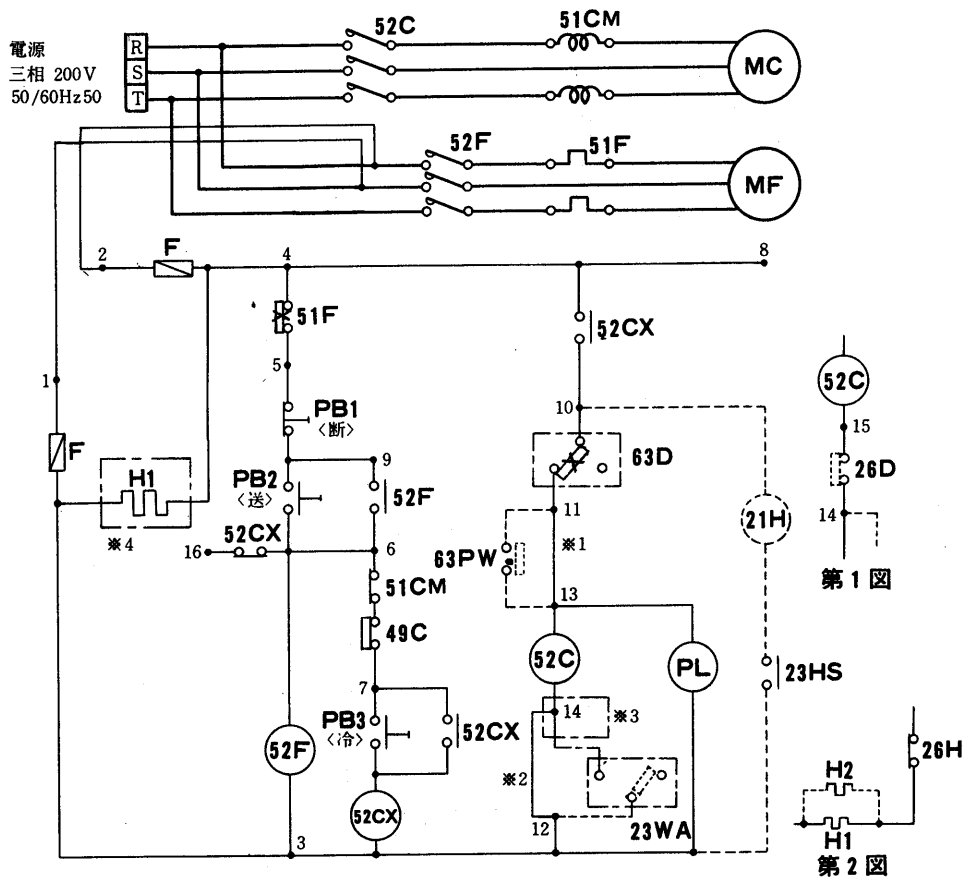 電源
三相 200V
50/60Hz50
R
S
T
52C
51CM
MC
52F
51F
MF
2
F
4
8
51F
52CX
5
1
PB1
〈断〉
10
52C
15
F
9
63D
26D
PB2
〈送〉
52F
H1
11
21H
14
※4
52CX
※1
16
6
63PW
第1図
51CM
13
49C
52C
PL
7
23HS
14
※3
PB3
〈冷〉
52CX
52F
26H
※2
H2
52CX
12
23WA
H1
3
第2図